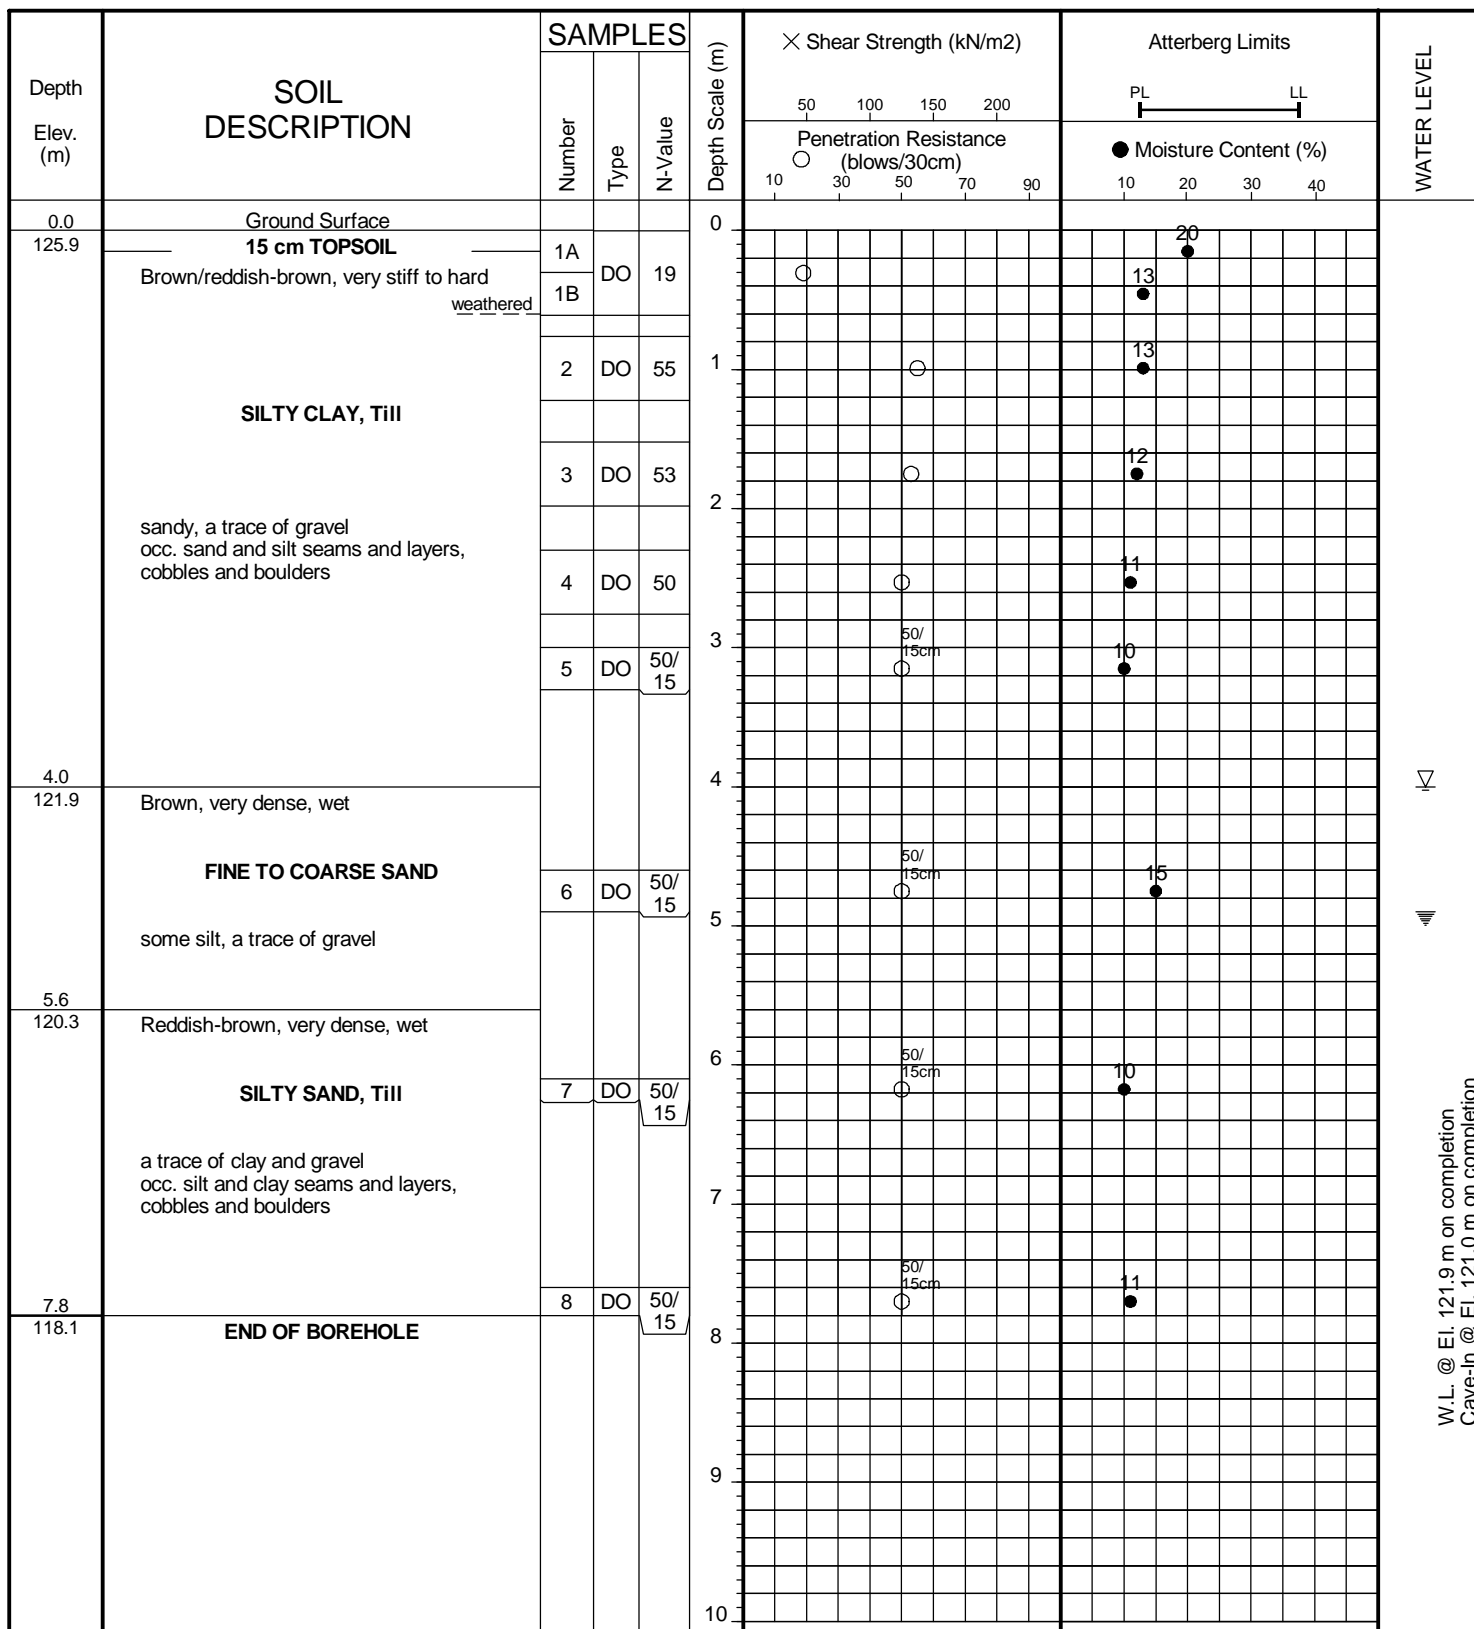 Depth
Elev.
(m)
SOIL
DESCRIPTION
SAMPLES
Number
Type
N-Value
Depth Scale (m)
× Shear Strength (kN/m2)
50 100 150 200
Penetration Resistance
(blows/30cm)
10 30 50 70 90
Atterberg Limits
PL LL
Moisture Content (%)
10 20 30 40
WATER LEVEL
0.0
Ground Surface
0
125.9
15 cm TOPSOIL
1A
DO
19
20
Brown/reddish-brown, very stiff to hard
weathered
1B
13
2
DO
55
1
13
SILTY CLAY, Till
3
DO
53
12
2
sandy, a trace of gravel
occ. sand and silt seams and layers,
cobbles and boulders
4
DO
50
11
3
5
DO
50/
15
50/
15cm
10
4.0
4
121.9
Brown, very dense, wet
FINE TO COARSE SAND
6
DO
50/
15
50/
15cm
15
5
some silt, a trace of gravel
5.6
120.3
Reddish-brown, very dense, wet
6
SILTY SAND, Till
7
DO
50/
15
50/
15cm
10
a trace of clay and gravel
occ. silt and clay seams and layers,
cobbles and boulders
7
7.8
8
DO
50/
15
50/
15cm
11
118.1
END OF BOREHOLE
8
9
10
W.L. @ El. 121.9 m on completion
Cave-In @ El. 121.0 m on completion